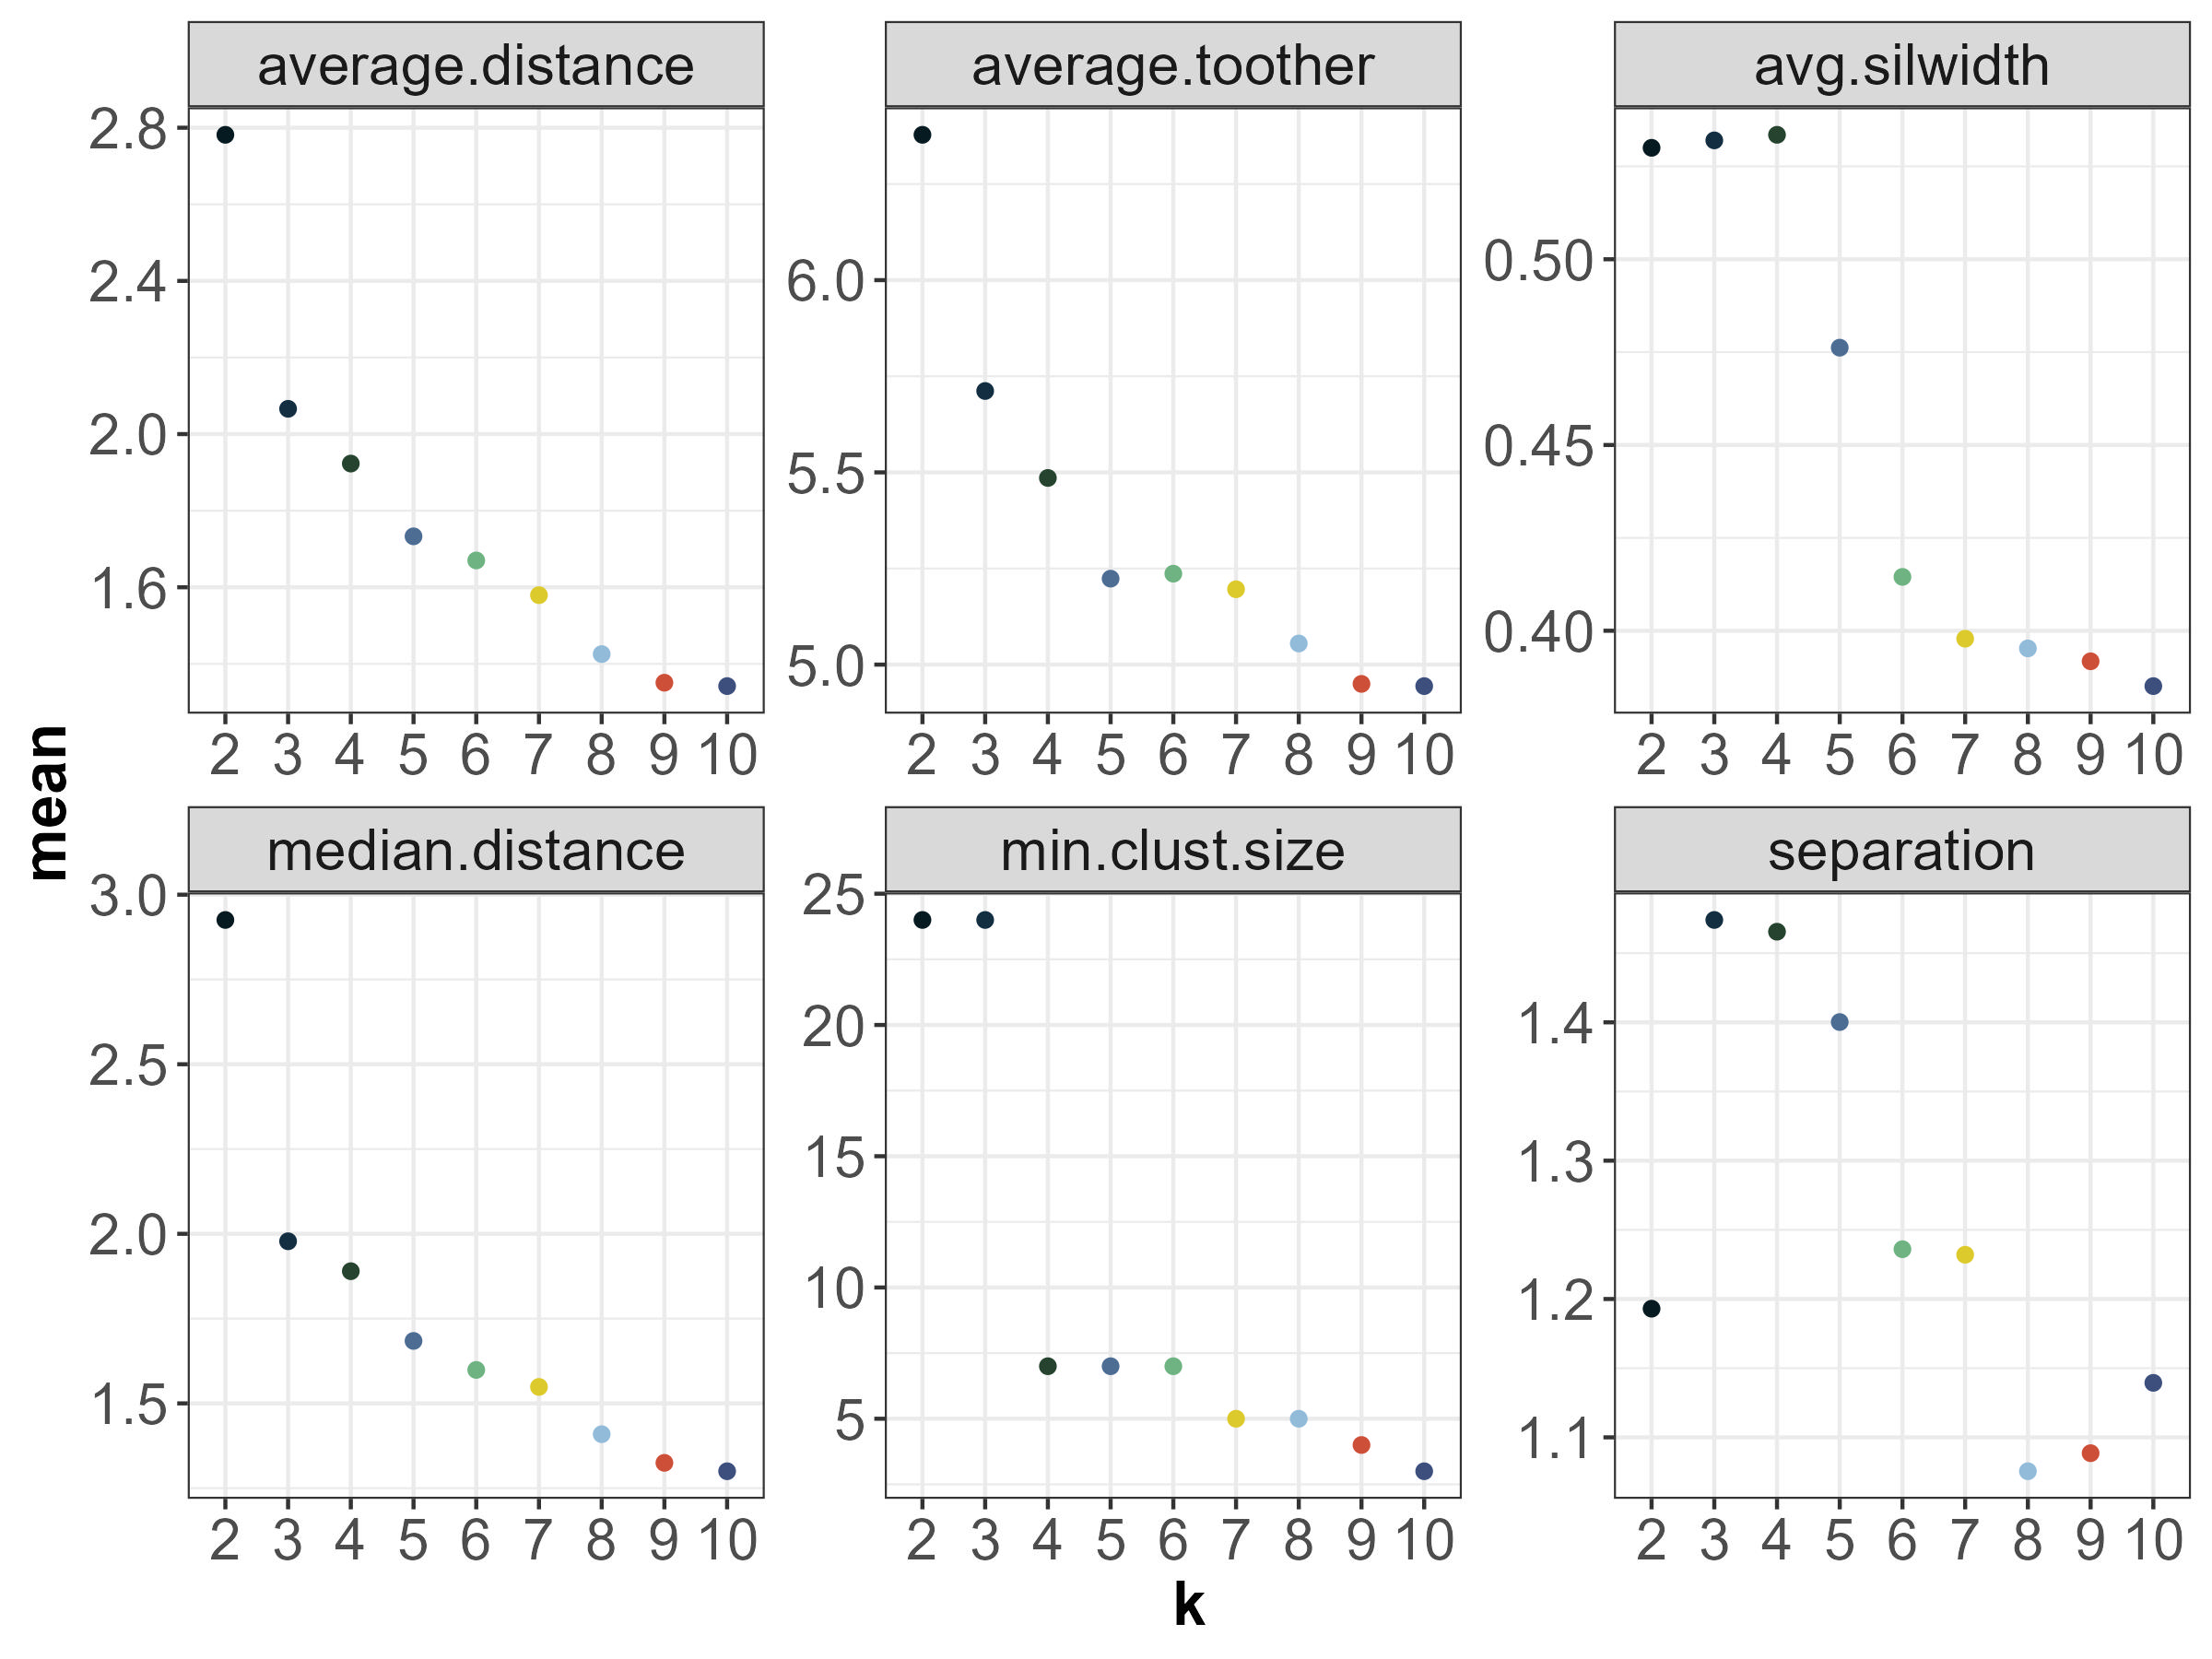 average.distance
average.toother
avg.silwidth
2.8
2.4
2.0
1.6
6.0
5.5
5.0
0.50
0.45
0.40
2 3 4 5 6 7 8 9 10
2 3 4 5 6 7 8 9 10
2 3 4 5 6 7 8 9 10
mean
median.distance
min.clust.size
separation
3.0
2.5
2.0
1.5
25
20
15
10
5
1.4
1.3
1.2
1.1
2 3 4 5 6 7 8 9 10
2 3 4 5 6 7 8 9 10
2 3 4 5 6 7 8 9 10
k